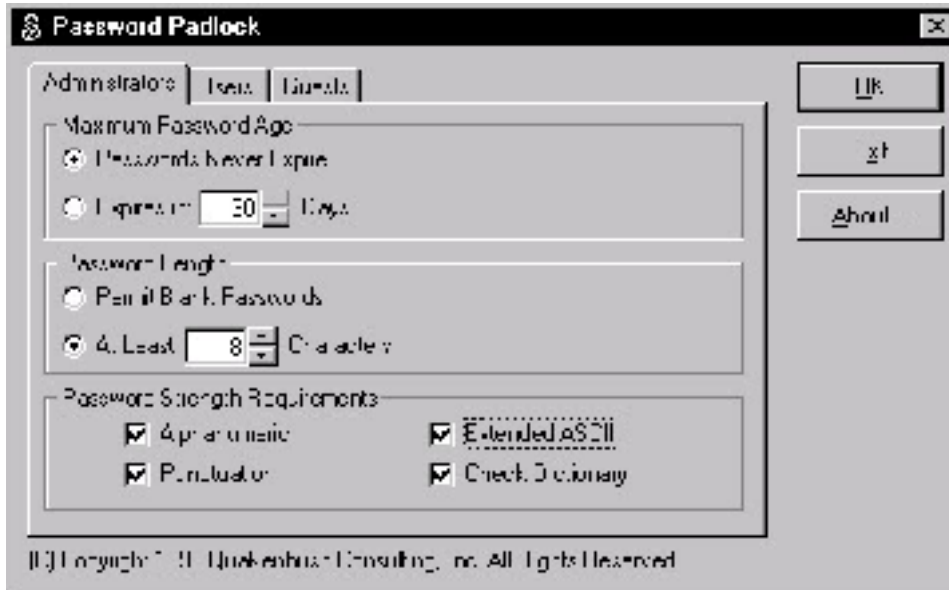 Password Padlock
Administrators Users Guests
Maximum Password Age
Passwords Never Expire
Expires in 30 Days
Password Length
Permit Blank Passwords
At Least 8 Characters
Password Strength Requirements
Alphanumeric Extended ASCII
Punctuation Check Dictionary
OK
Exit
About
(C) Copyright Quakenbush Consulting, Inc. All Rights Reserved